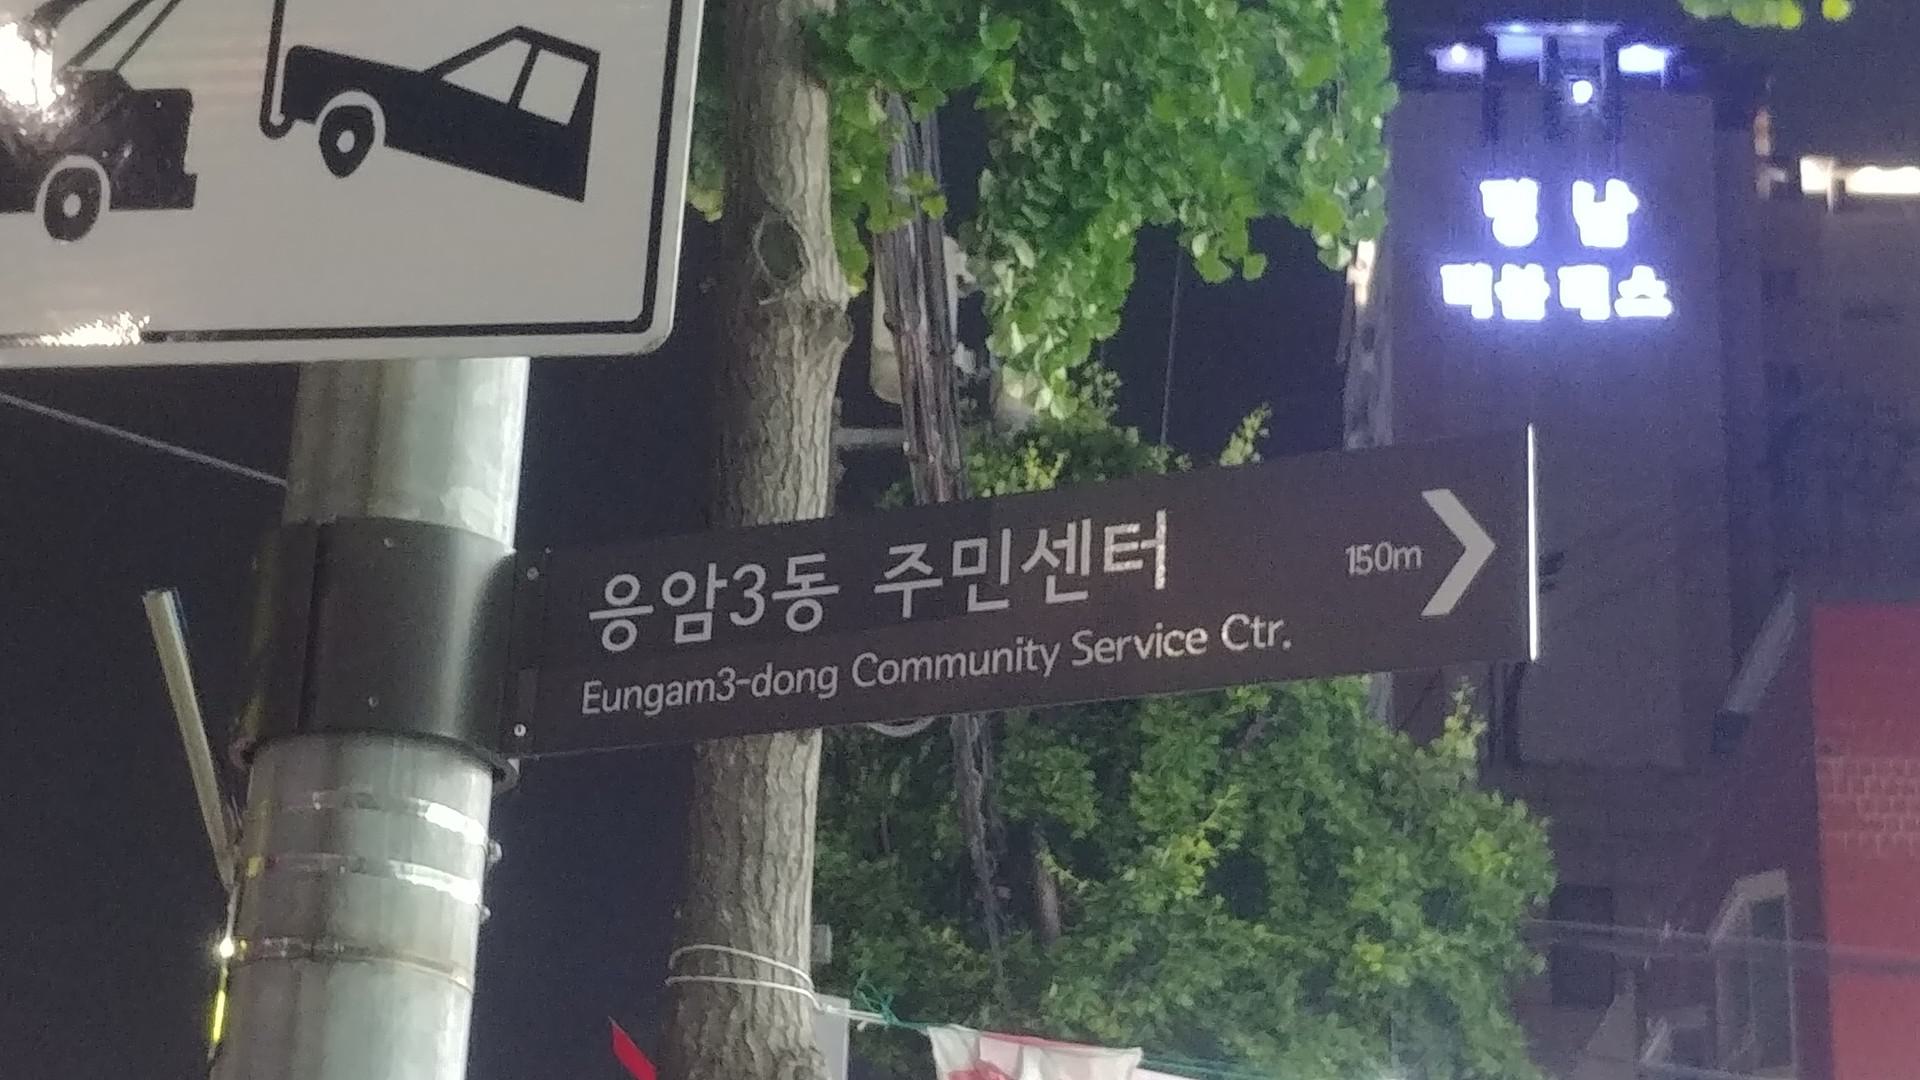 응암3동 주민센터
150m
Eungam3-dong Community Service Ctr.